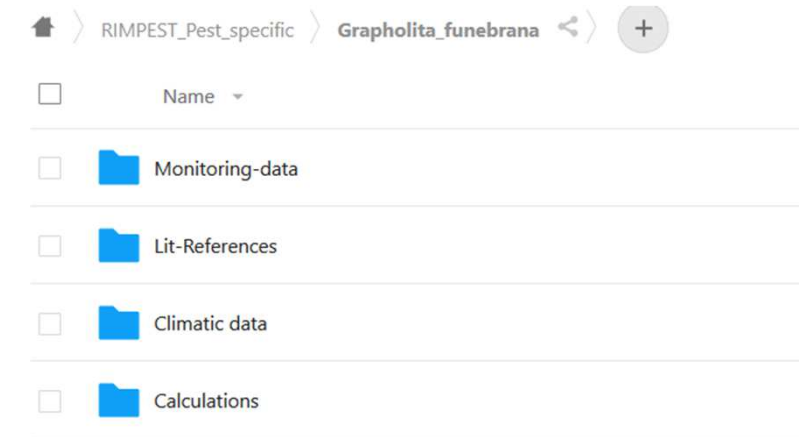 RIMPEST_Pest_specific Grapholita_funebrana +
Name
Monitoring-data
Lit-References
Climatic data
Calculations